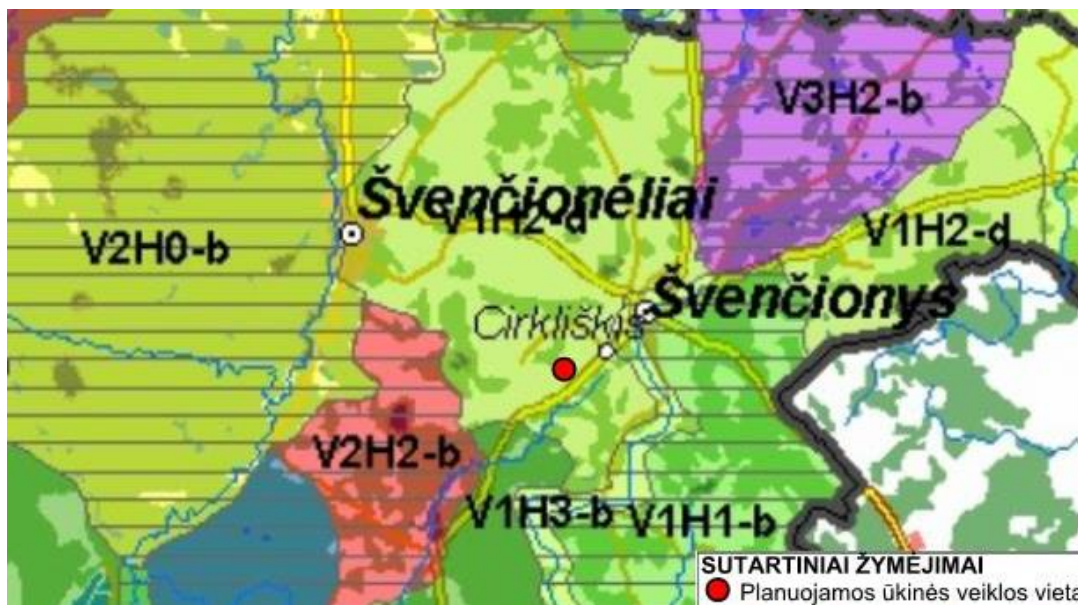 V3H2-b
Švenčionėliai
V1H2-d
V2H0-b
V1H2-d
Švenčionys
Cirkliškis
V2H2-b
V1H3-b
V1H1-b
SUTARTINIAI ŽYMĖJIMAI
Planuojamos ūkinės veiklos vieta